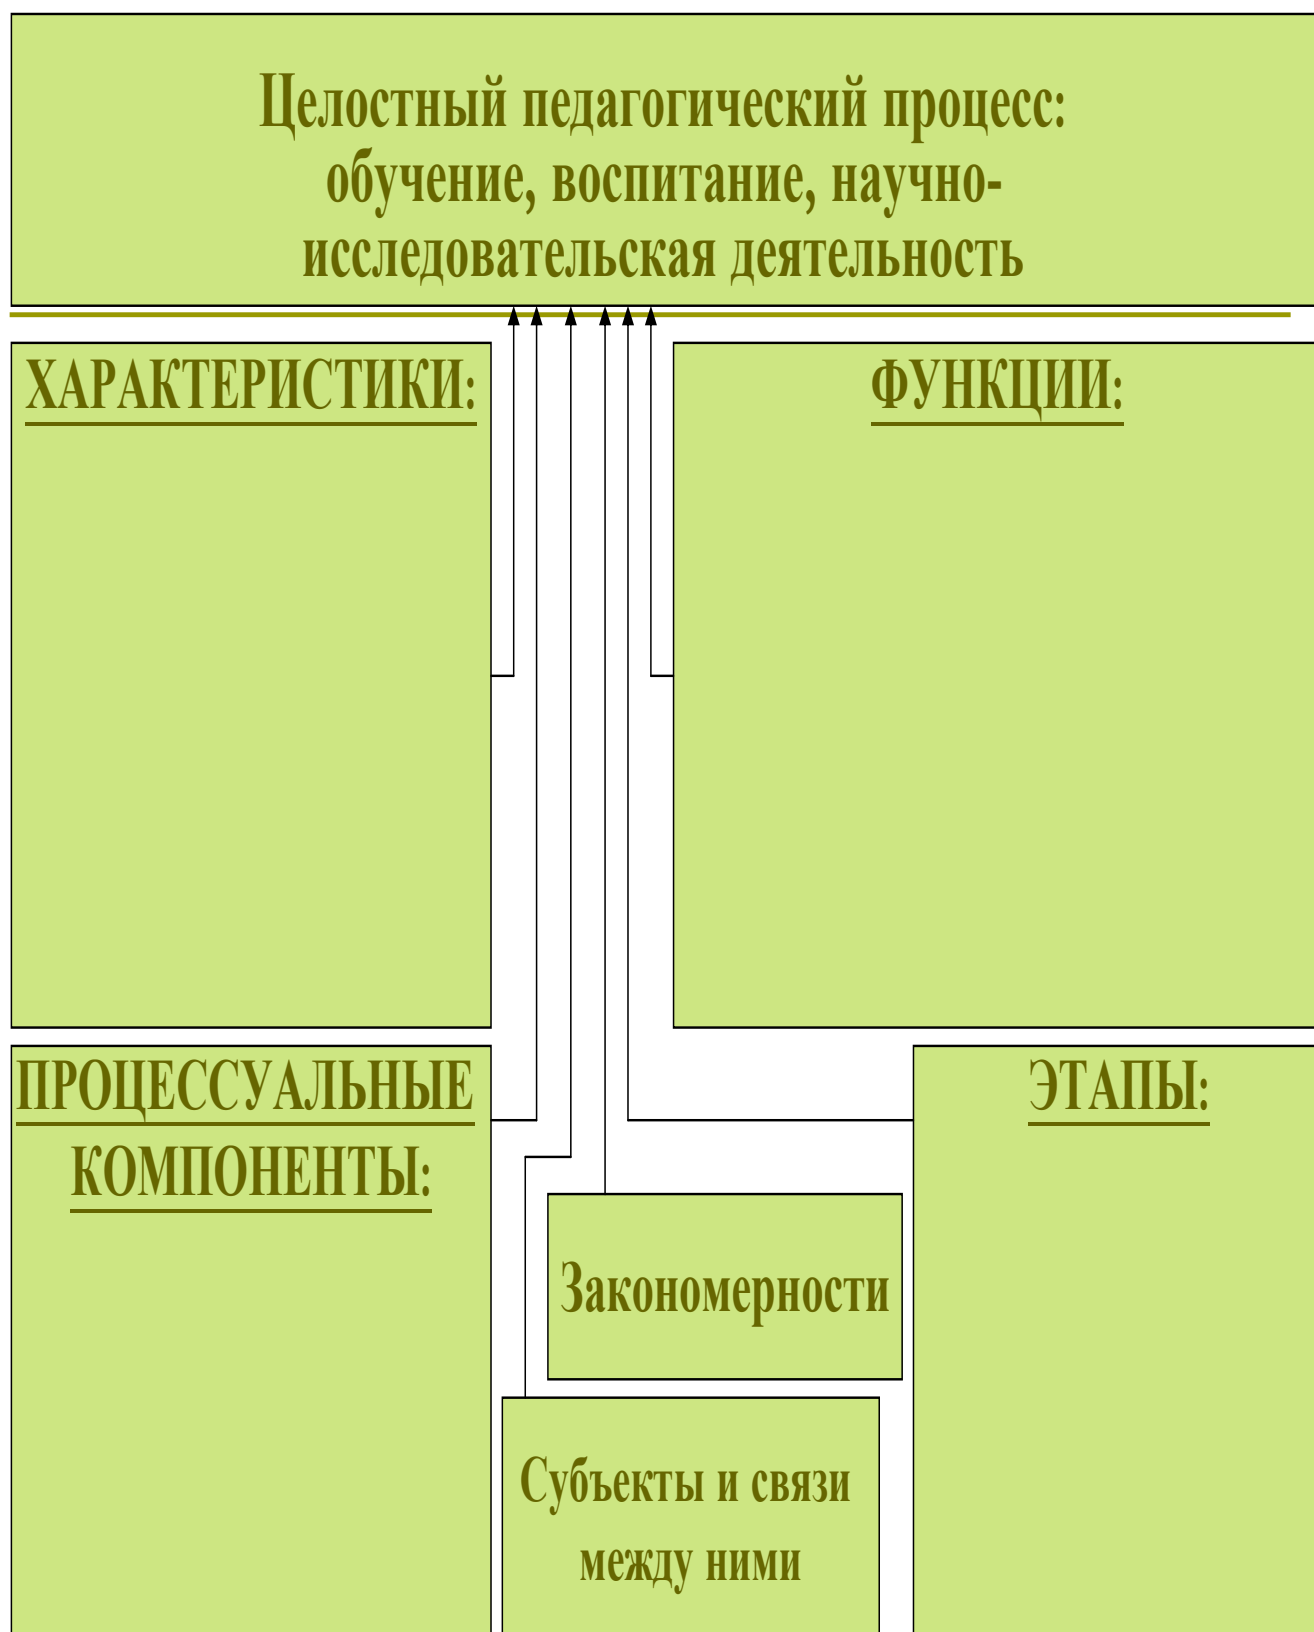 Целостный педагогический процесс:
обучение, воспитание, научно-
исследовательская деятельность
ХАРАКТЕРИСТИКИ:
ФУНКЦИИ:
ПРОЦЕССУАЛЬНЫЕ
КОМПОНЕНТЫ:
ЭТАПЫ:
Закономерности
Субъекты и связи
между ними